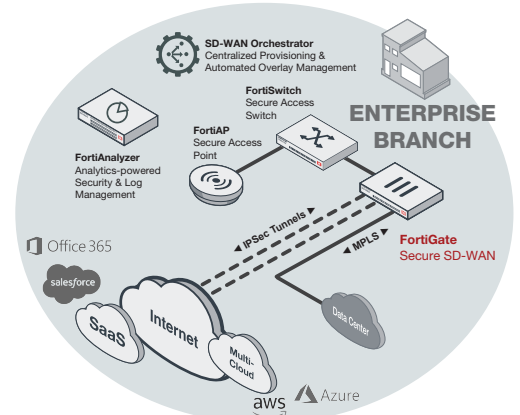 SD-WAN Orchestrator
Centralized Provisioning &
Automated Overlay Management
FortiSwitch
Secure Access
Switch
ENTERPRISE
BRANCH
FortiAP
Secure Access
Point
FortiAnalyzer
Analytics-powered
Security & Log
Management
◄ IPSec Tunnels ►
◄ MPLS ►
FortiGate
Secure SD-WAN
Office 365
salesforce
SaaS
Internet
Multi-
Cloud
Data Center
aws
Azure